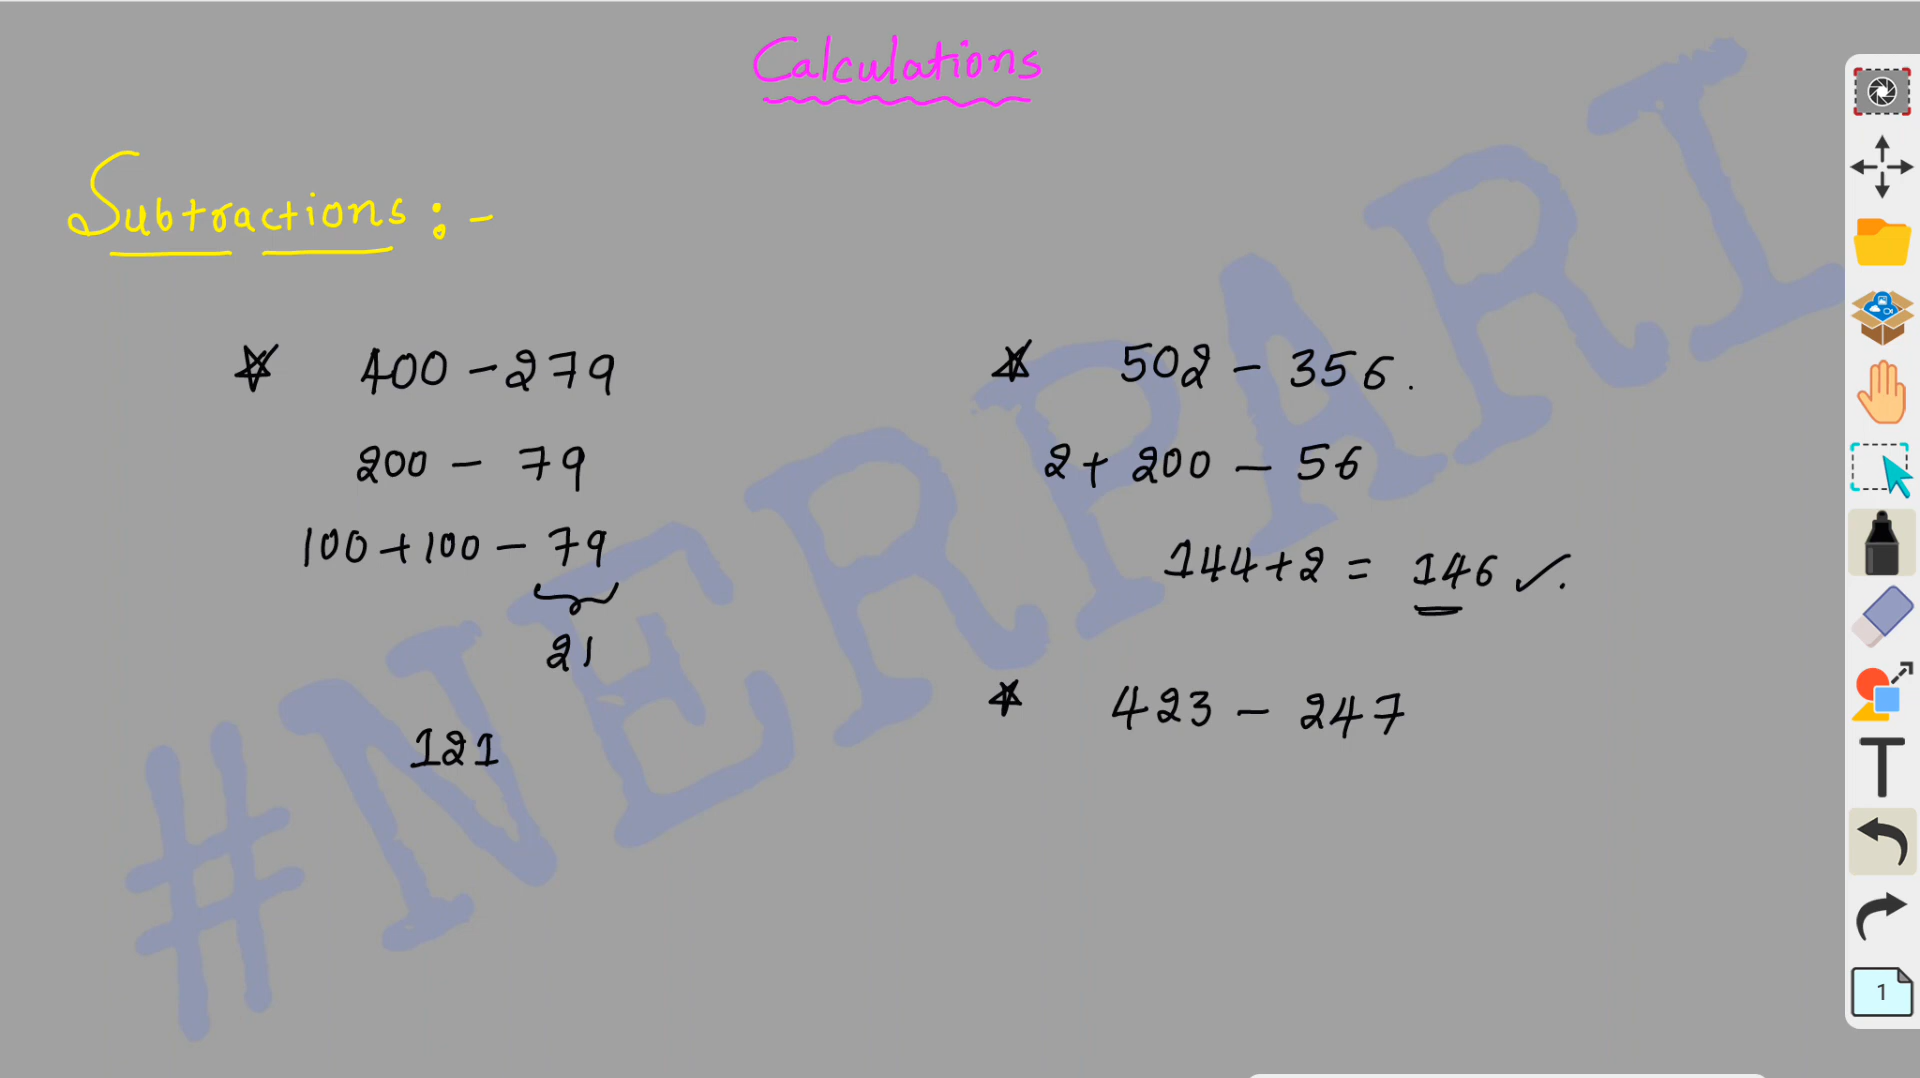 Calculations
Subtractions :-
400 - 279
200 - 79
100 + 100 - 79
21
121
502 - 356.
2 + 200 - 56
144 + 2 = 146 ✓.
423 - 247
#NERPARI
T
1